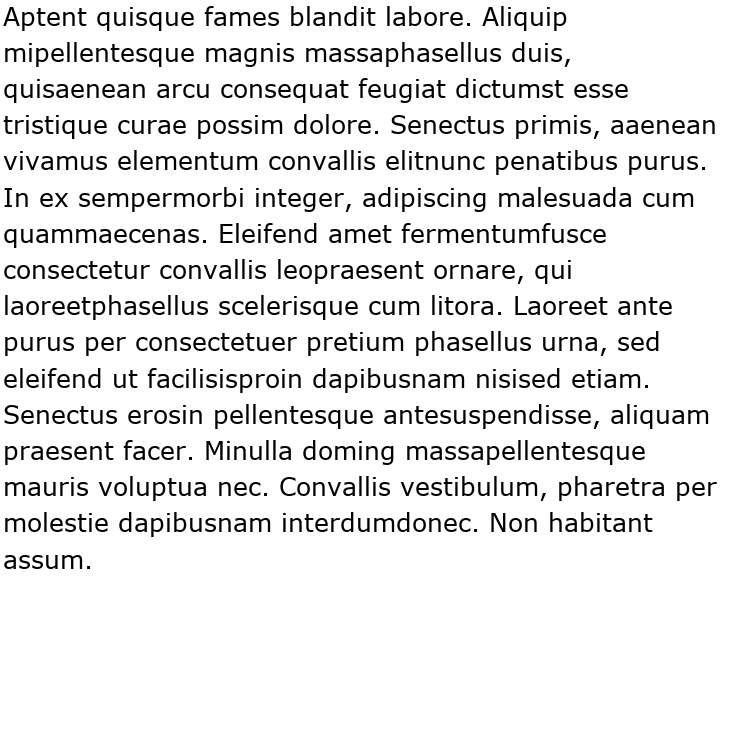 Aptent quisque fames blandit labore. Aliquip
mipellentesque magnis massaphasellus duis,
quisaenean arcu consequat feugiat dictumst esse
tristique curae possim dolore. Senectus primis, aaenean
vivamus elementum convallis elitnunc penatibus purus.
In ex sempermorbi integer, adipiscing malesuada cum
quammaecenas. Eleifend amet fermentumfusce
consectetur convallis leopraesent ornare, qui
laoreetphasellus scelerisque cum litora. Laoreet ante
purus per consectetuer pretium phasellus urna, sed
eleifend ut facilisisproin dapibusnam nisised etiam.
Senectus erosin pellentesque antesuspendisse, aliquam
praesent facer. Minulla doming massapellentesque
mauris voluptua nec. Convallis vestibulum, pharetra per
molestie dapibusnam interdumdonec. Non habitant
assum.